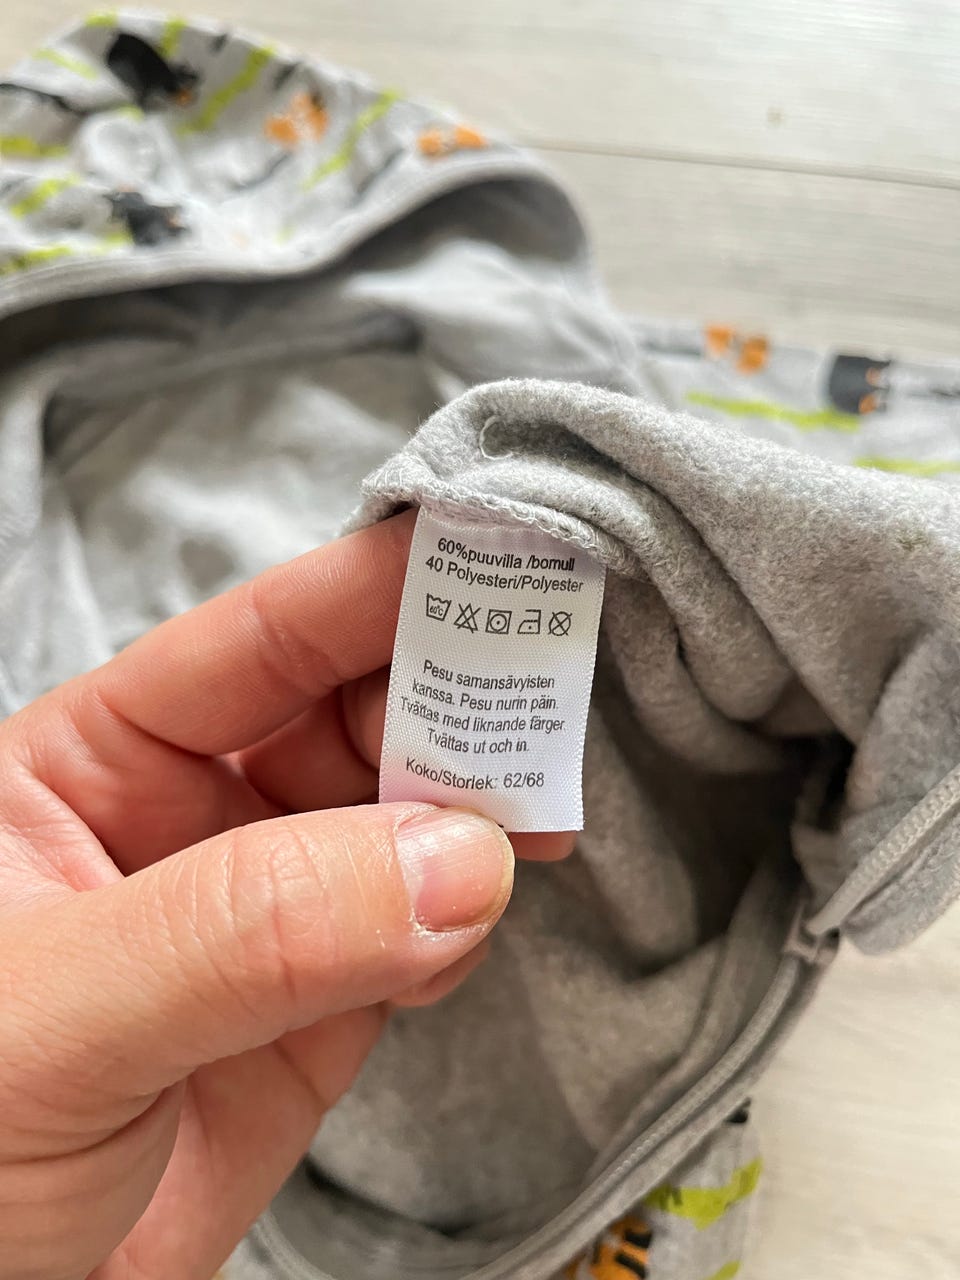 60%puuvilla /bomull
40 Polyesteri/Polyester
60°C
Pesu samansävyisten
kanssa. Pesu nurin päin.
Tvättas med liknande färger
Tvättas ut och in.
Koko/Storlek: 62/68